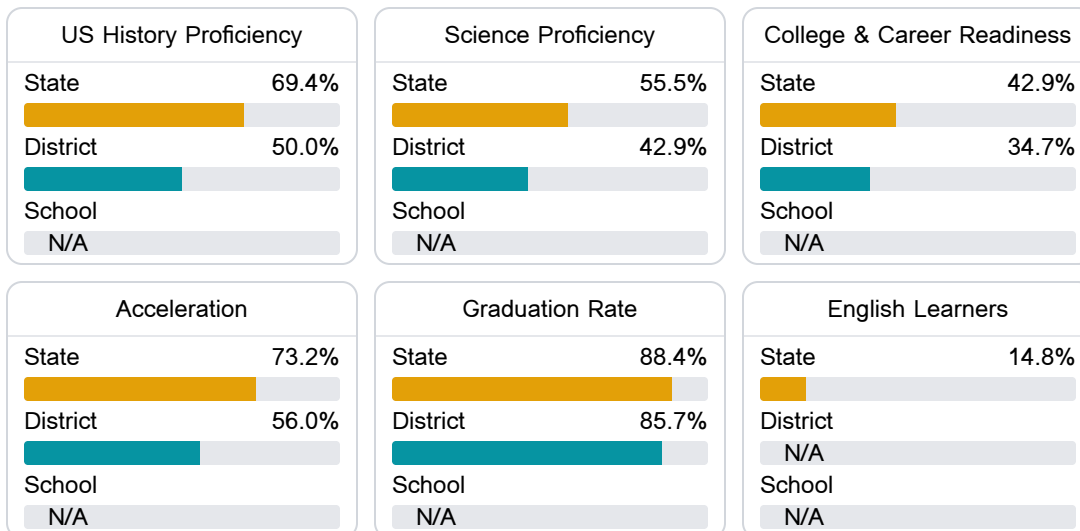 US History Proficiency
State 69.4%
District 50.0%
School
N/A
Science Proficiency
State 55.5%
District 42.9%
School
N/A
College & Career Readiness
State 42.9%
District 34.7%
School
N/A
Acceleration
State 73.2%
District 56.0%
School
N/A
Graduation Rate
State 88.4%
District 85.7%
School
N/A
English Learners
State 14.8%
District
N/A
School
N/A